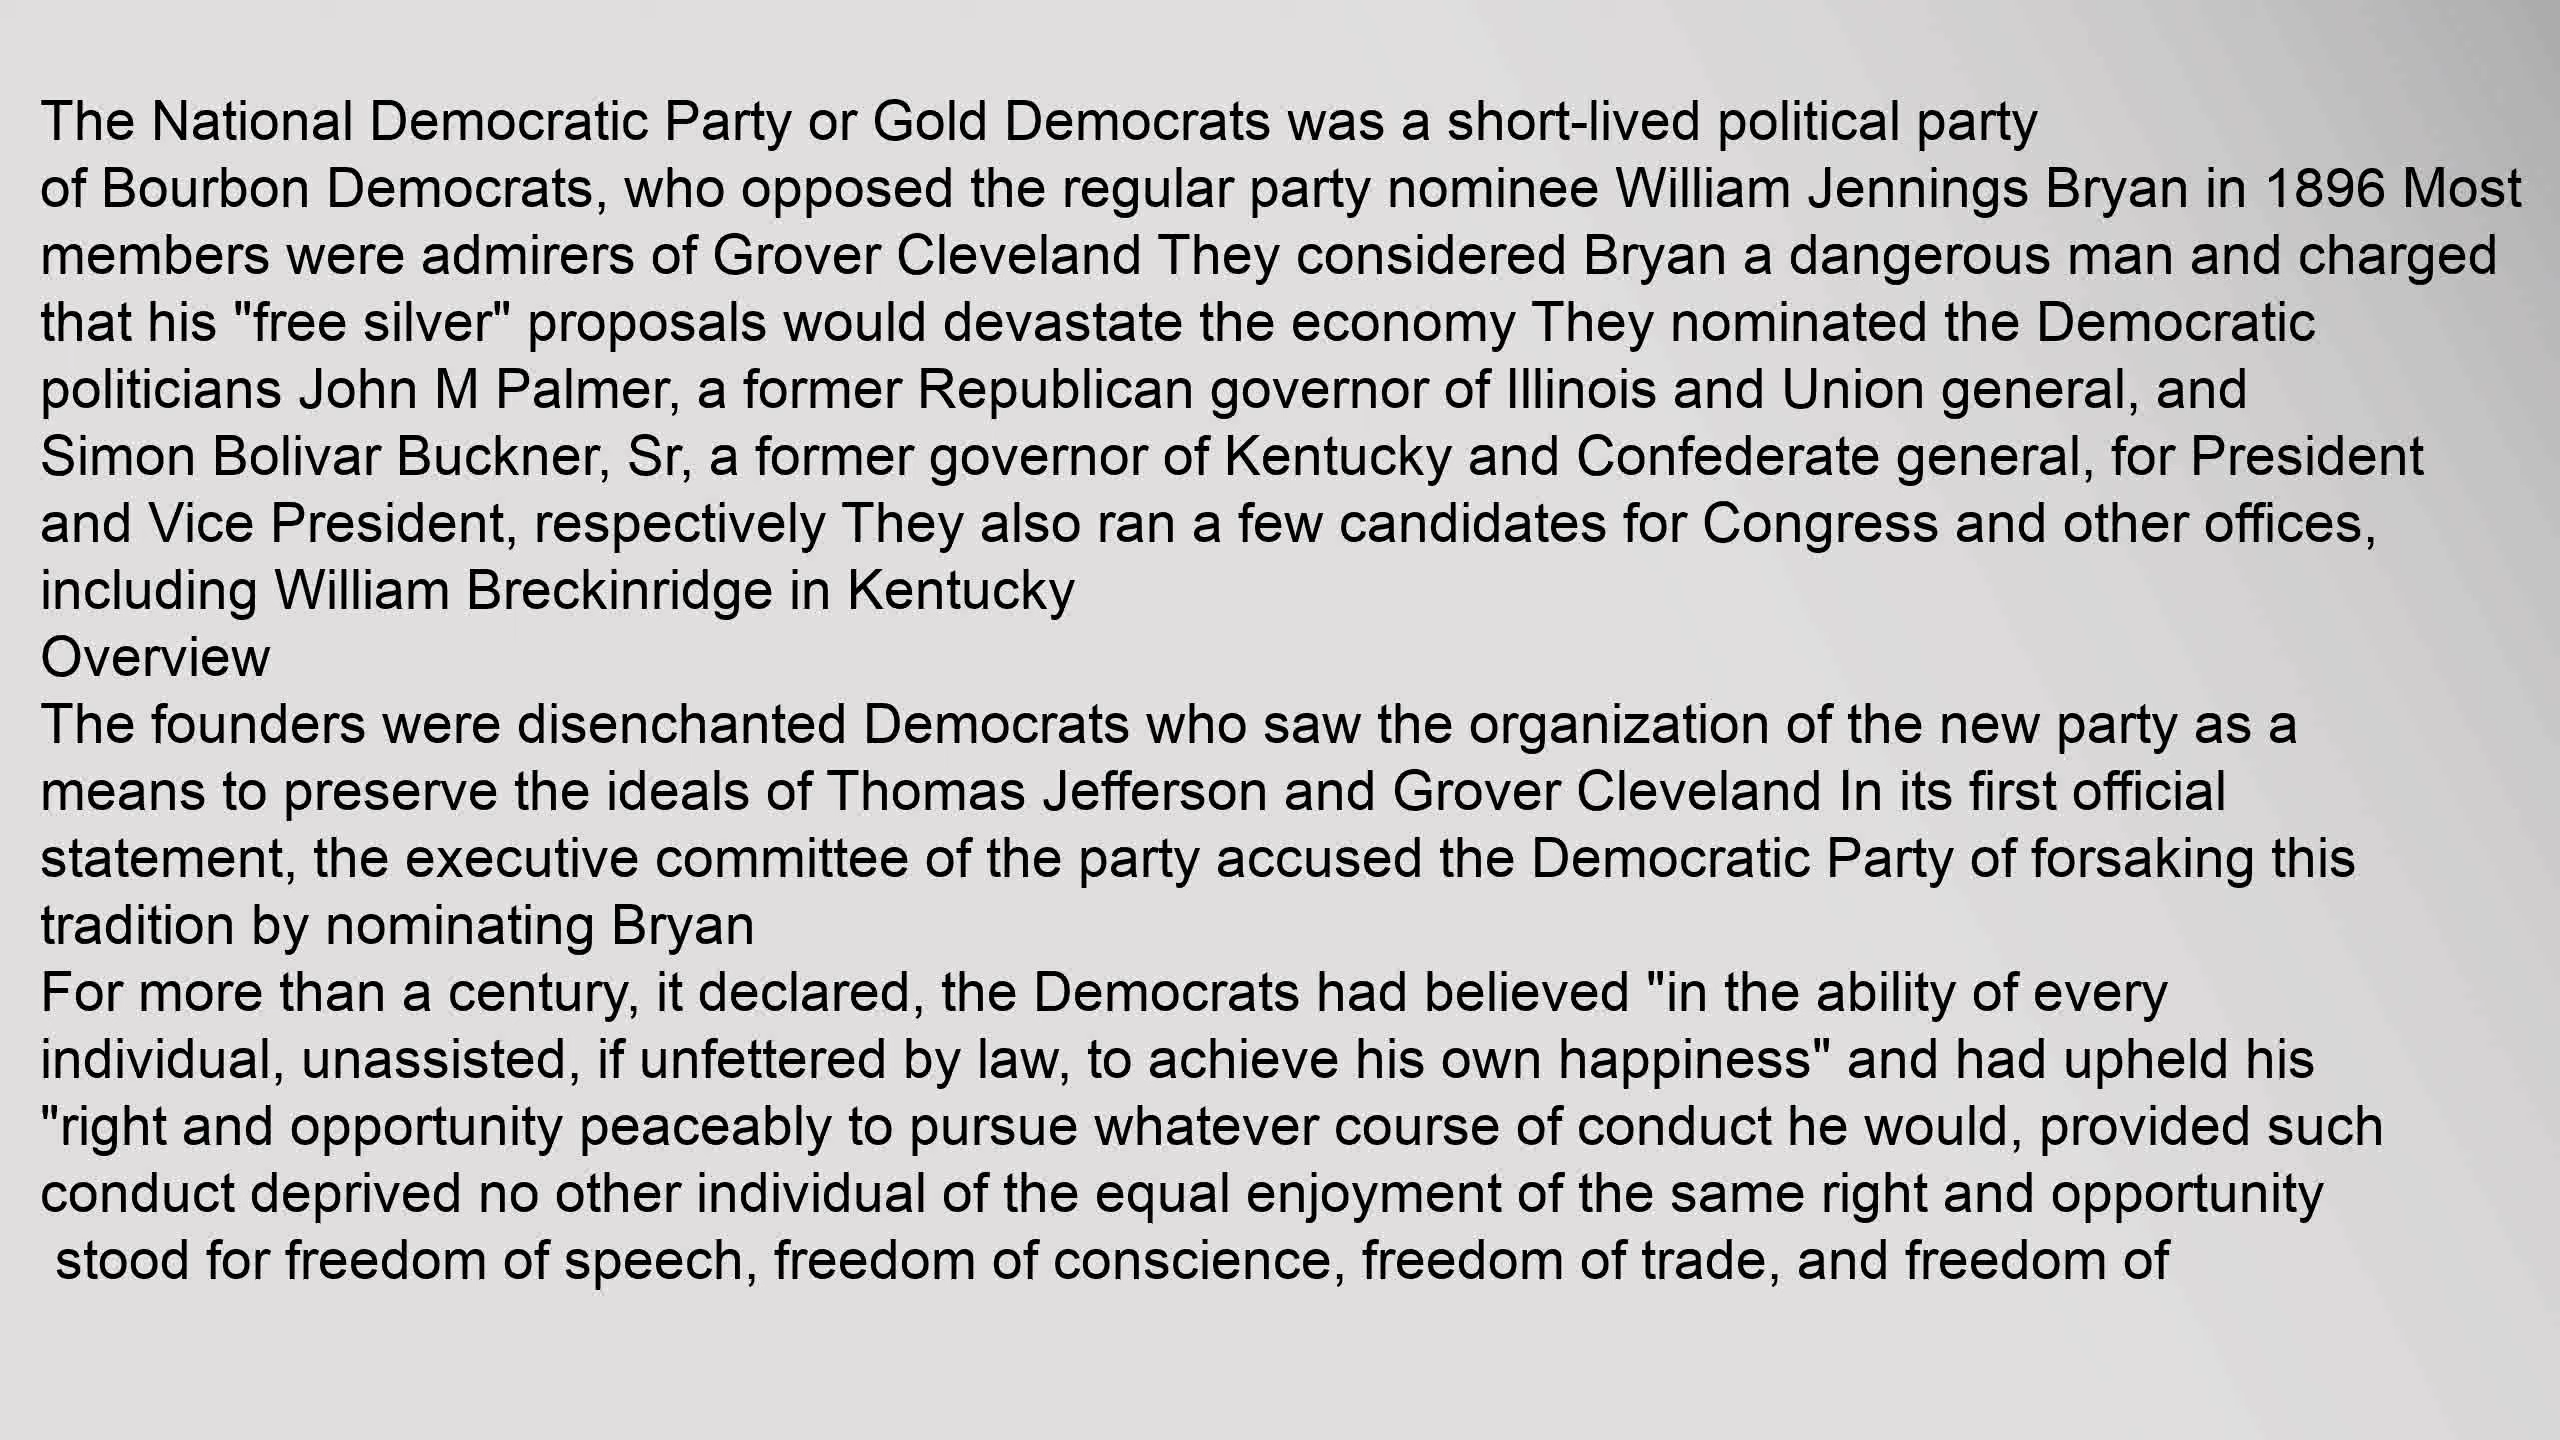 The National Democratic Party or Gold Democrats was a short-lived political party
of Bourbon Democrats, who opposed the regular party nominee William Jennings Bryan in 1896 Most
members were admirers of Grover Cleveland They considered Bryan a dangerous man and charged
that his "free silver" proposals would devastate the economy They nominated the Democratic
politicians John M Palmer, a former Republican governor of Illinois and Union general, and
Simon Bolivar Buckner, Sr, a former governor of Kentucky and Confederate general, for President
and Vice President, respectively They also ran a few candidates for Congress and other offices,
including William Breckinridge in Kentucky
Overview
The founders were disenchanted Democrats who saw the organization of the new party as a
means to preserve the ideals of Thomas Jefferson and Grover Cleveland In its first official
statement, the executive committee of the party accused the Democratic Party of forsaking this
tradition by nominating Bryan
For more than a century, it declared, the Democrats had believed "in the ability of every
individual, unassisted, if unfettered by law, to achieve his own happiness" and had upheld his
"right and opportunity peaceably to pursue whatever course of conduct he would, provided such
conduct deprived no other individual of the equal enjoyment of the same right and opportunity
stood for freedom of speech, freedom of conscience, freedom of trade, and freedom of